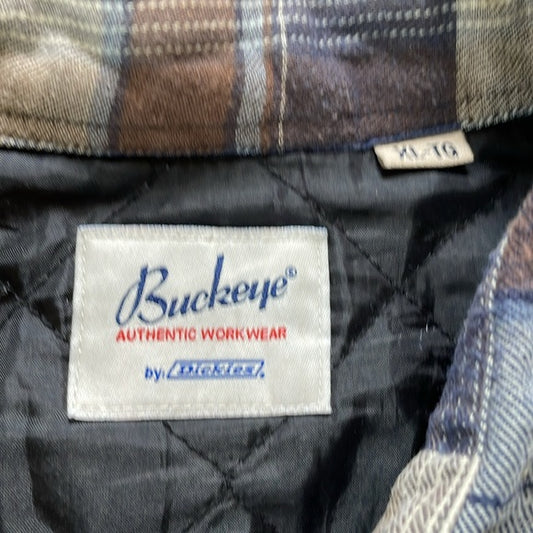 XL-TG
Buckeye®
AUTHENTIC WORKWEAR
by: Dickies